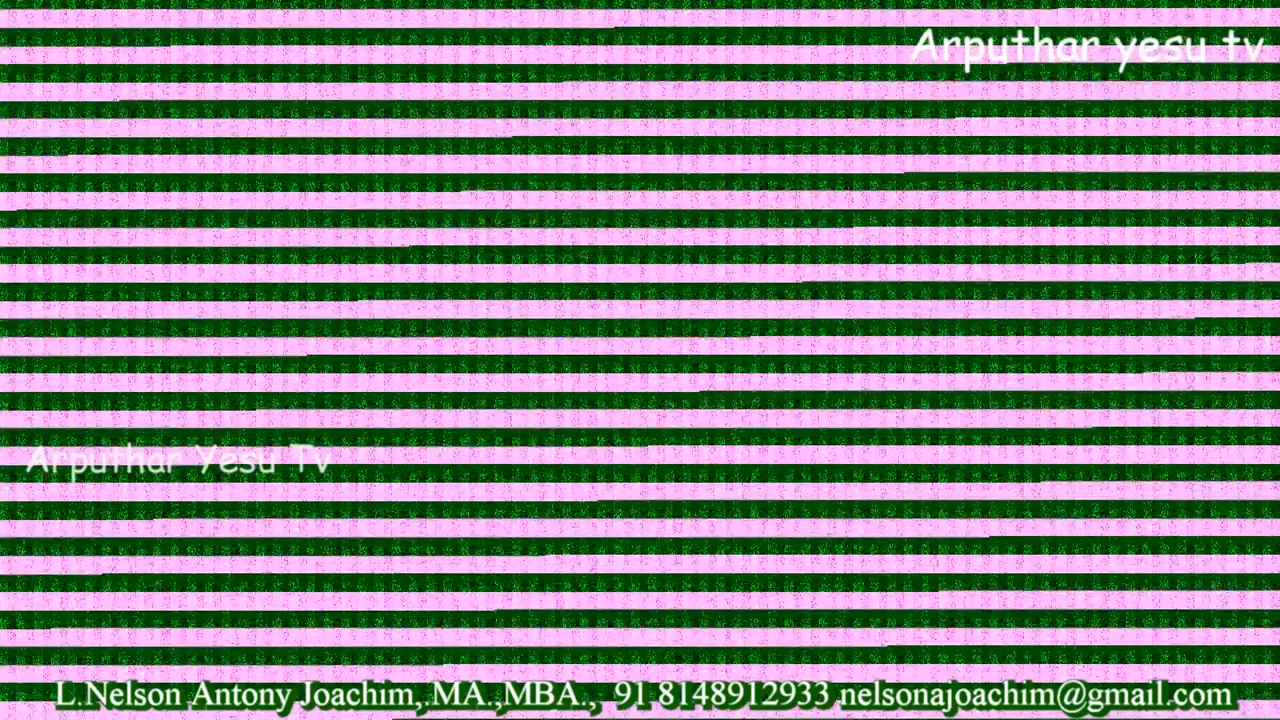 Arputhar yesu tv
Arputhar Yesu Tv
L.Nelson Antony Joachim,.MA.,MBA., 91 8148912933 nelsonajoachim@gmail.com